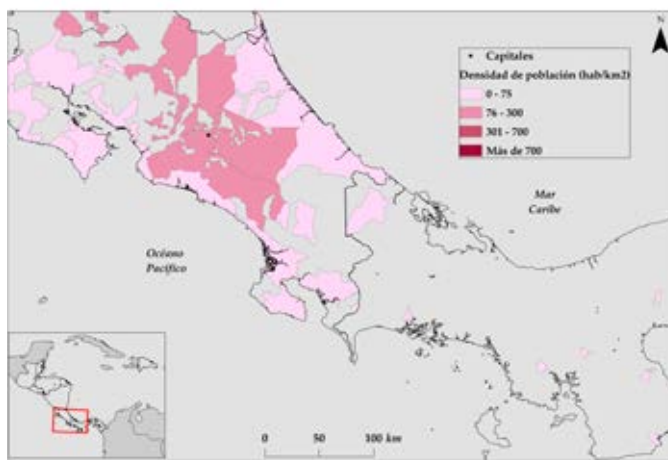 N
Capitales
Densidad de población (hab/km2)
0 - 75
76 - 300
301 - 700
Más de 700
Mar
Caribe
Océano
Pacífico
0 50 100 km